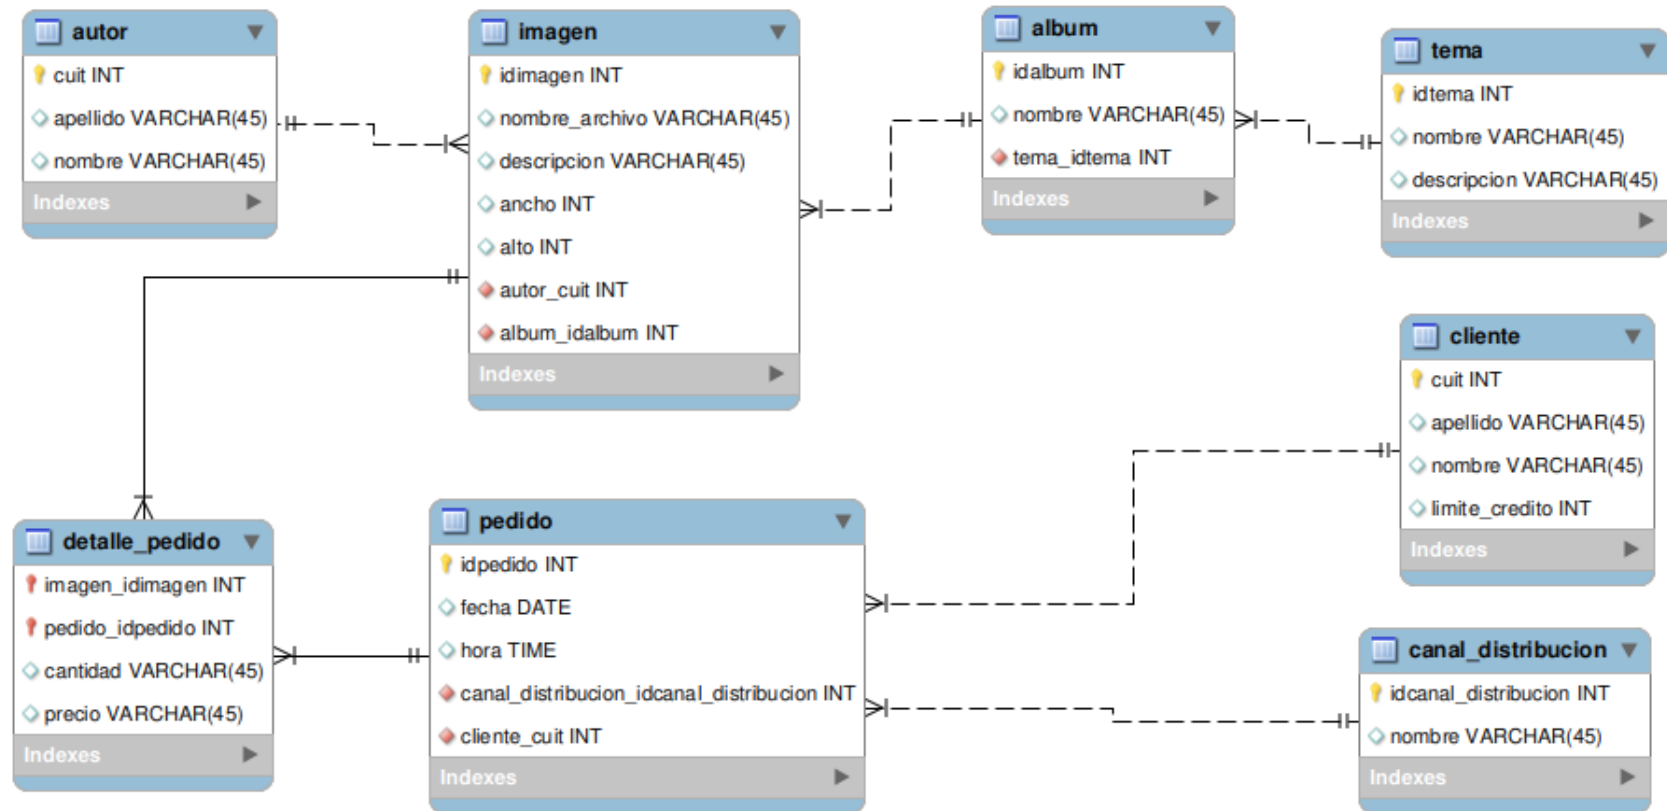 autor
cuit INT
apellido VARCHAR(45)
nombre VARCHAR(45)
Indexes
imagen
idimagen INT
nombre_archivo VARCHAR(45)
descripcion VARCHAR(45)
ancho INT
alto INT
autor_cuit INT
album_idalbum INT
Indexes
album
idalbum INT
nombre VARCHAR(45)
tema_idtema INT
Indexes
tema
idtema INT
nombre VARCHAR(45)
descripcion VARCHAR(45)
Indexes
cliente
cuit INT
apellido VARCHAR(45)
nombre VARCHAR(45)
limite_credito INT
Indexes
detalle_pedido
imagen_idimagen INT
pedido_idpedido INT
cantidad VARCHAR(45)
precio VARCHAR(45)
Indexes
pedido
idpedido INT
fecha DATE
hora TIME
canal_distribucion_idcanal_distribucion INT
cliente_cuit INT
Indexes
canal_distribucion
idcanal_distribucion INT
nombre VARCHAR(45)
Indexes